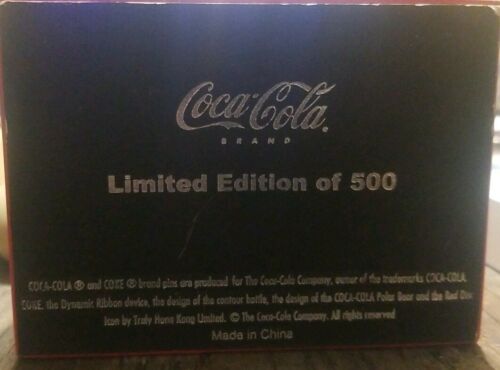 Coca-Cola
BRAND
Limited Edition of 500
COCA-COLA ® and COKE ® brand pins are produced for The Coca-Cola Company, owner of the trademarks COCA-COLA,
COKE, the Dynamic Ribbon device, the design of the contour bottle, the design of the COCA-COLA Polar Bear and the Red Disc
Icon by Truly Hong Kong Limited. © The Coca-Cola Company. All rights reserved
Made in China